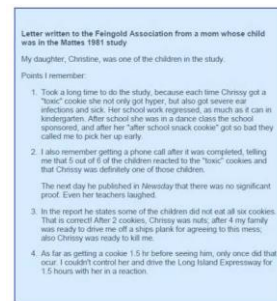 Letter written to the Feingold Association from a mom whose child
was in the Mattes 1981 study
My daughter, Christine, was one of the children in the study.
Points I remember:
1. Took a long time to do the study, because each time Chrissy got a
"toxic" cookie she not only got hyper, but also got severe ear
infections and sick. Her school work regressed, as much as it can in
kindergarten. After school she was in a dance class the school
sponsored, and after her "after school snack cookie" got so bad they
called me to pick her up early.
2. I also remember getting a phone call after it was completed, telling
me that 5 out of 6 of the children reacted to the "toxic" cookies and
that Chrissy was definitely one of those children.
The next day he published in Newsday that there was no significant
proof. Even her teachers laughed.
3. In the report he states some of the children did not eat all six cookies.
That is correct! After 2 cookies, Chrissy was nuts; after 4 my family
was ready to drive me off a ships plank for agreeing to this mess;
also Chrissy was ready to kill me.
4. As far as getting a cookie 1.5 hr before seeing him, only once did that
ocur. I couldn't control her and drive the Long Island Expressway for
1.5 hours with her in a reaction.